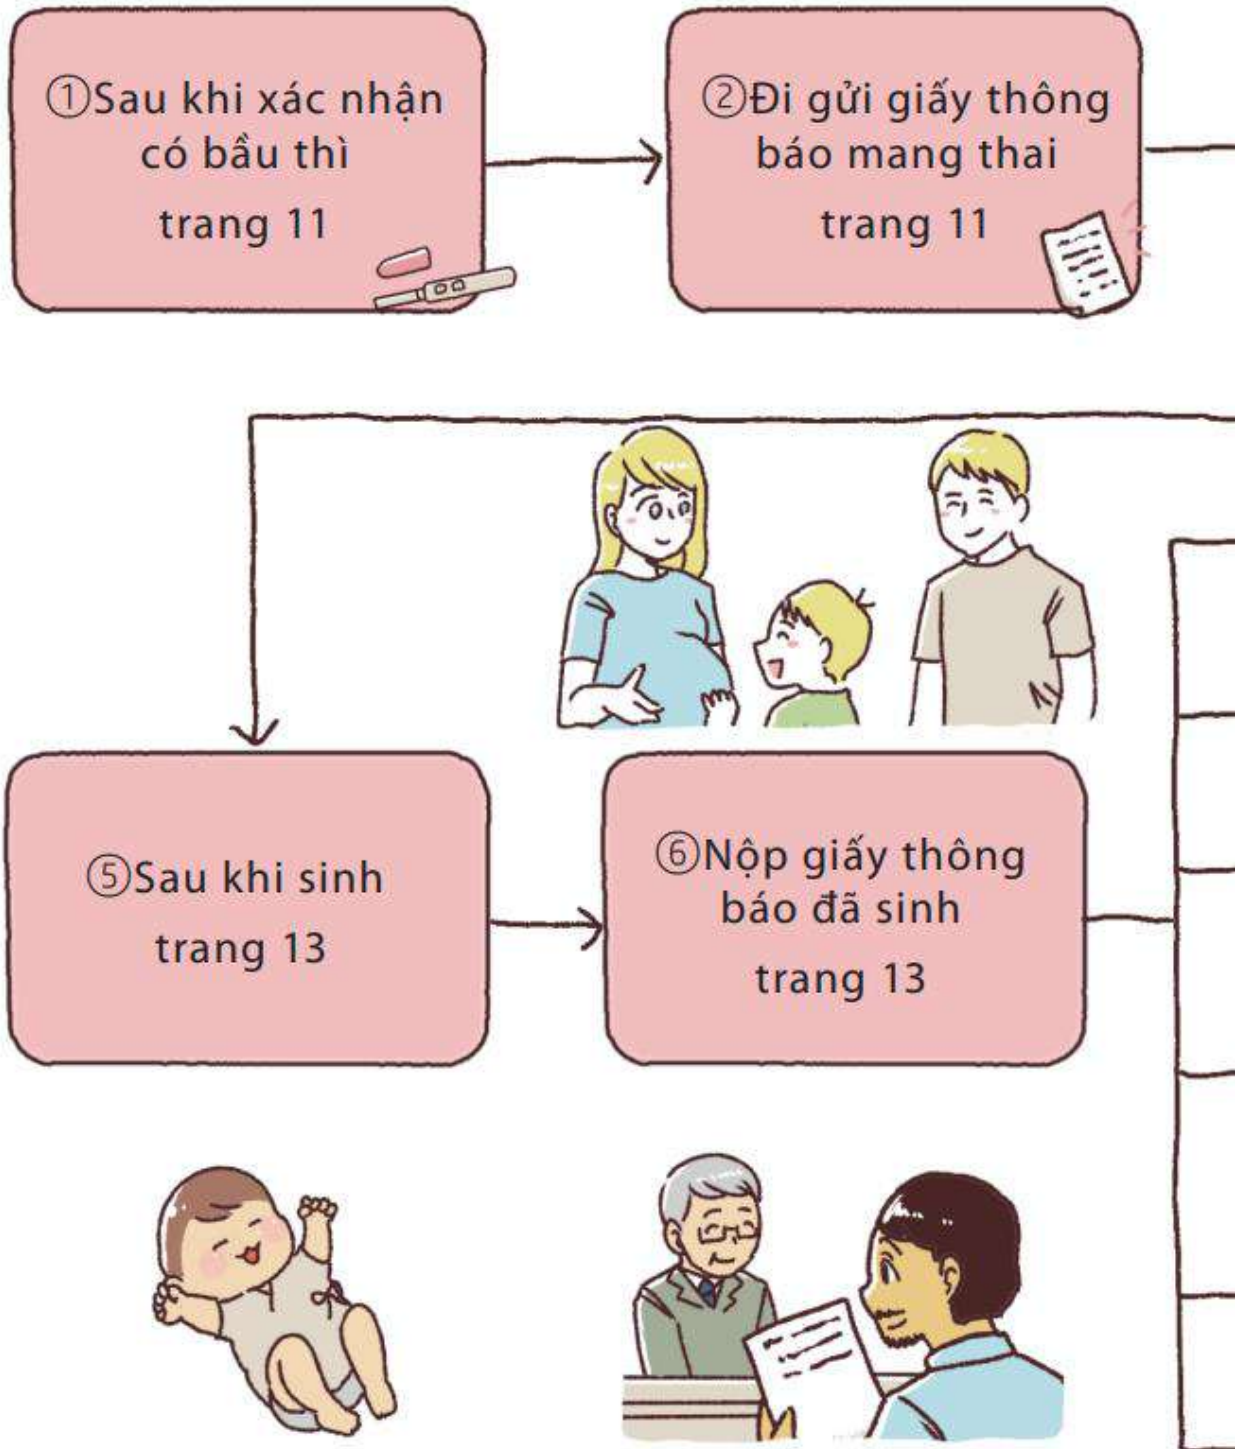 ①Sau khi xác nhận
có bầu thì
trang 11
②Đi gửi giấy thông
báo mang thai
trang 11
⑤Sau khi sinh
trang 13
⑥Nộp giấy thông
báo đã sinh
trang 13